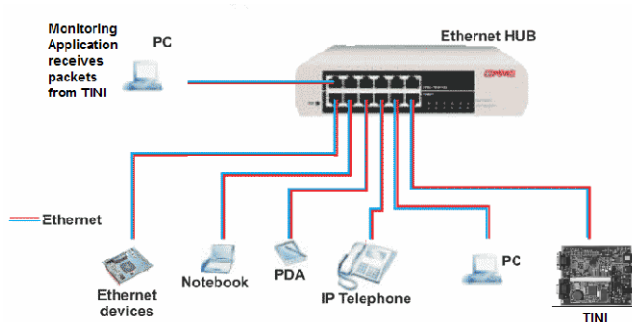 Monitoring
Application
receives
packets
from TINI
PC
Ethernet HUB
COMPAQ
Ethernet
Ethernet
devices
Notebook
PDA
IP Telephone
PC
TINI